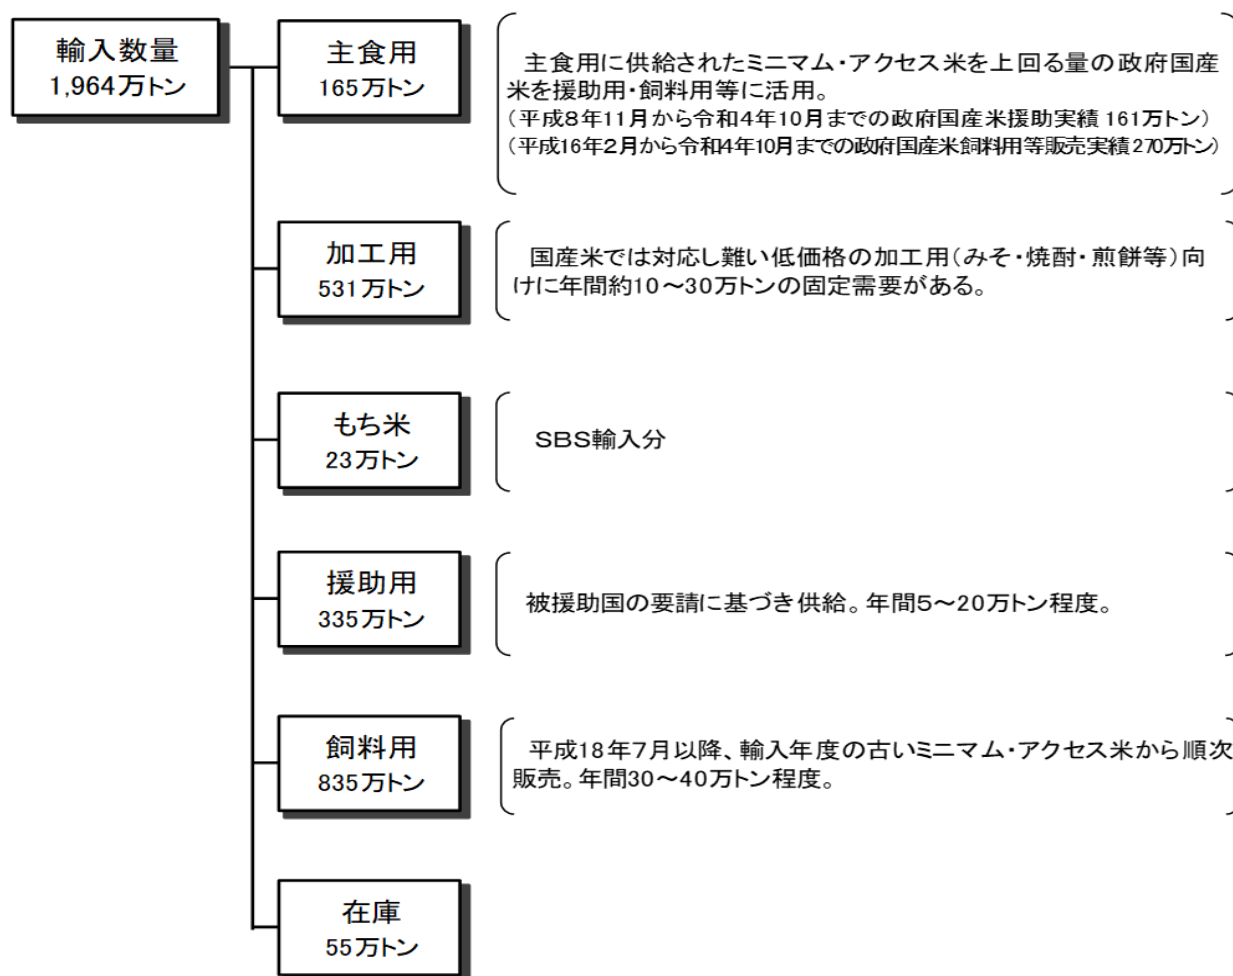 輸入数量
1,964万トン
主食用
165万トン
主食用に供給されたミニマム・アクセス米を上回る量の政府国産
米を援助用・飼料用等に活用。
(平成8年11月から令和4年10月までの政府国産米援助実績 161万トン)
(平成16年2月から令和4年10月までの政府国産米飼料用等販売実績 270万トン)
加工用
531万トン
国産米では対応し難い低価格の加工用(みそ・焼酎・煎餅等)向
けに年間約10～30万トンの固定需要がある。
もち米
23万トン
SBS輸入分
援助用
335万トン
被援助国の要請に基づき供給。年間5～20万トン程度。
飼料用
835万トン
平成18年7月以降、輸入年度の古いミニマム・アクセス米から順次
販売。年間30～40万トン程度。
在庫
55万トン